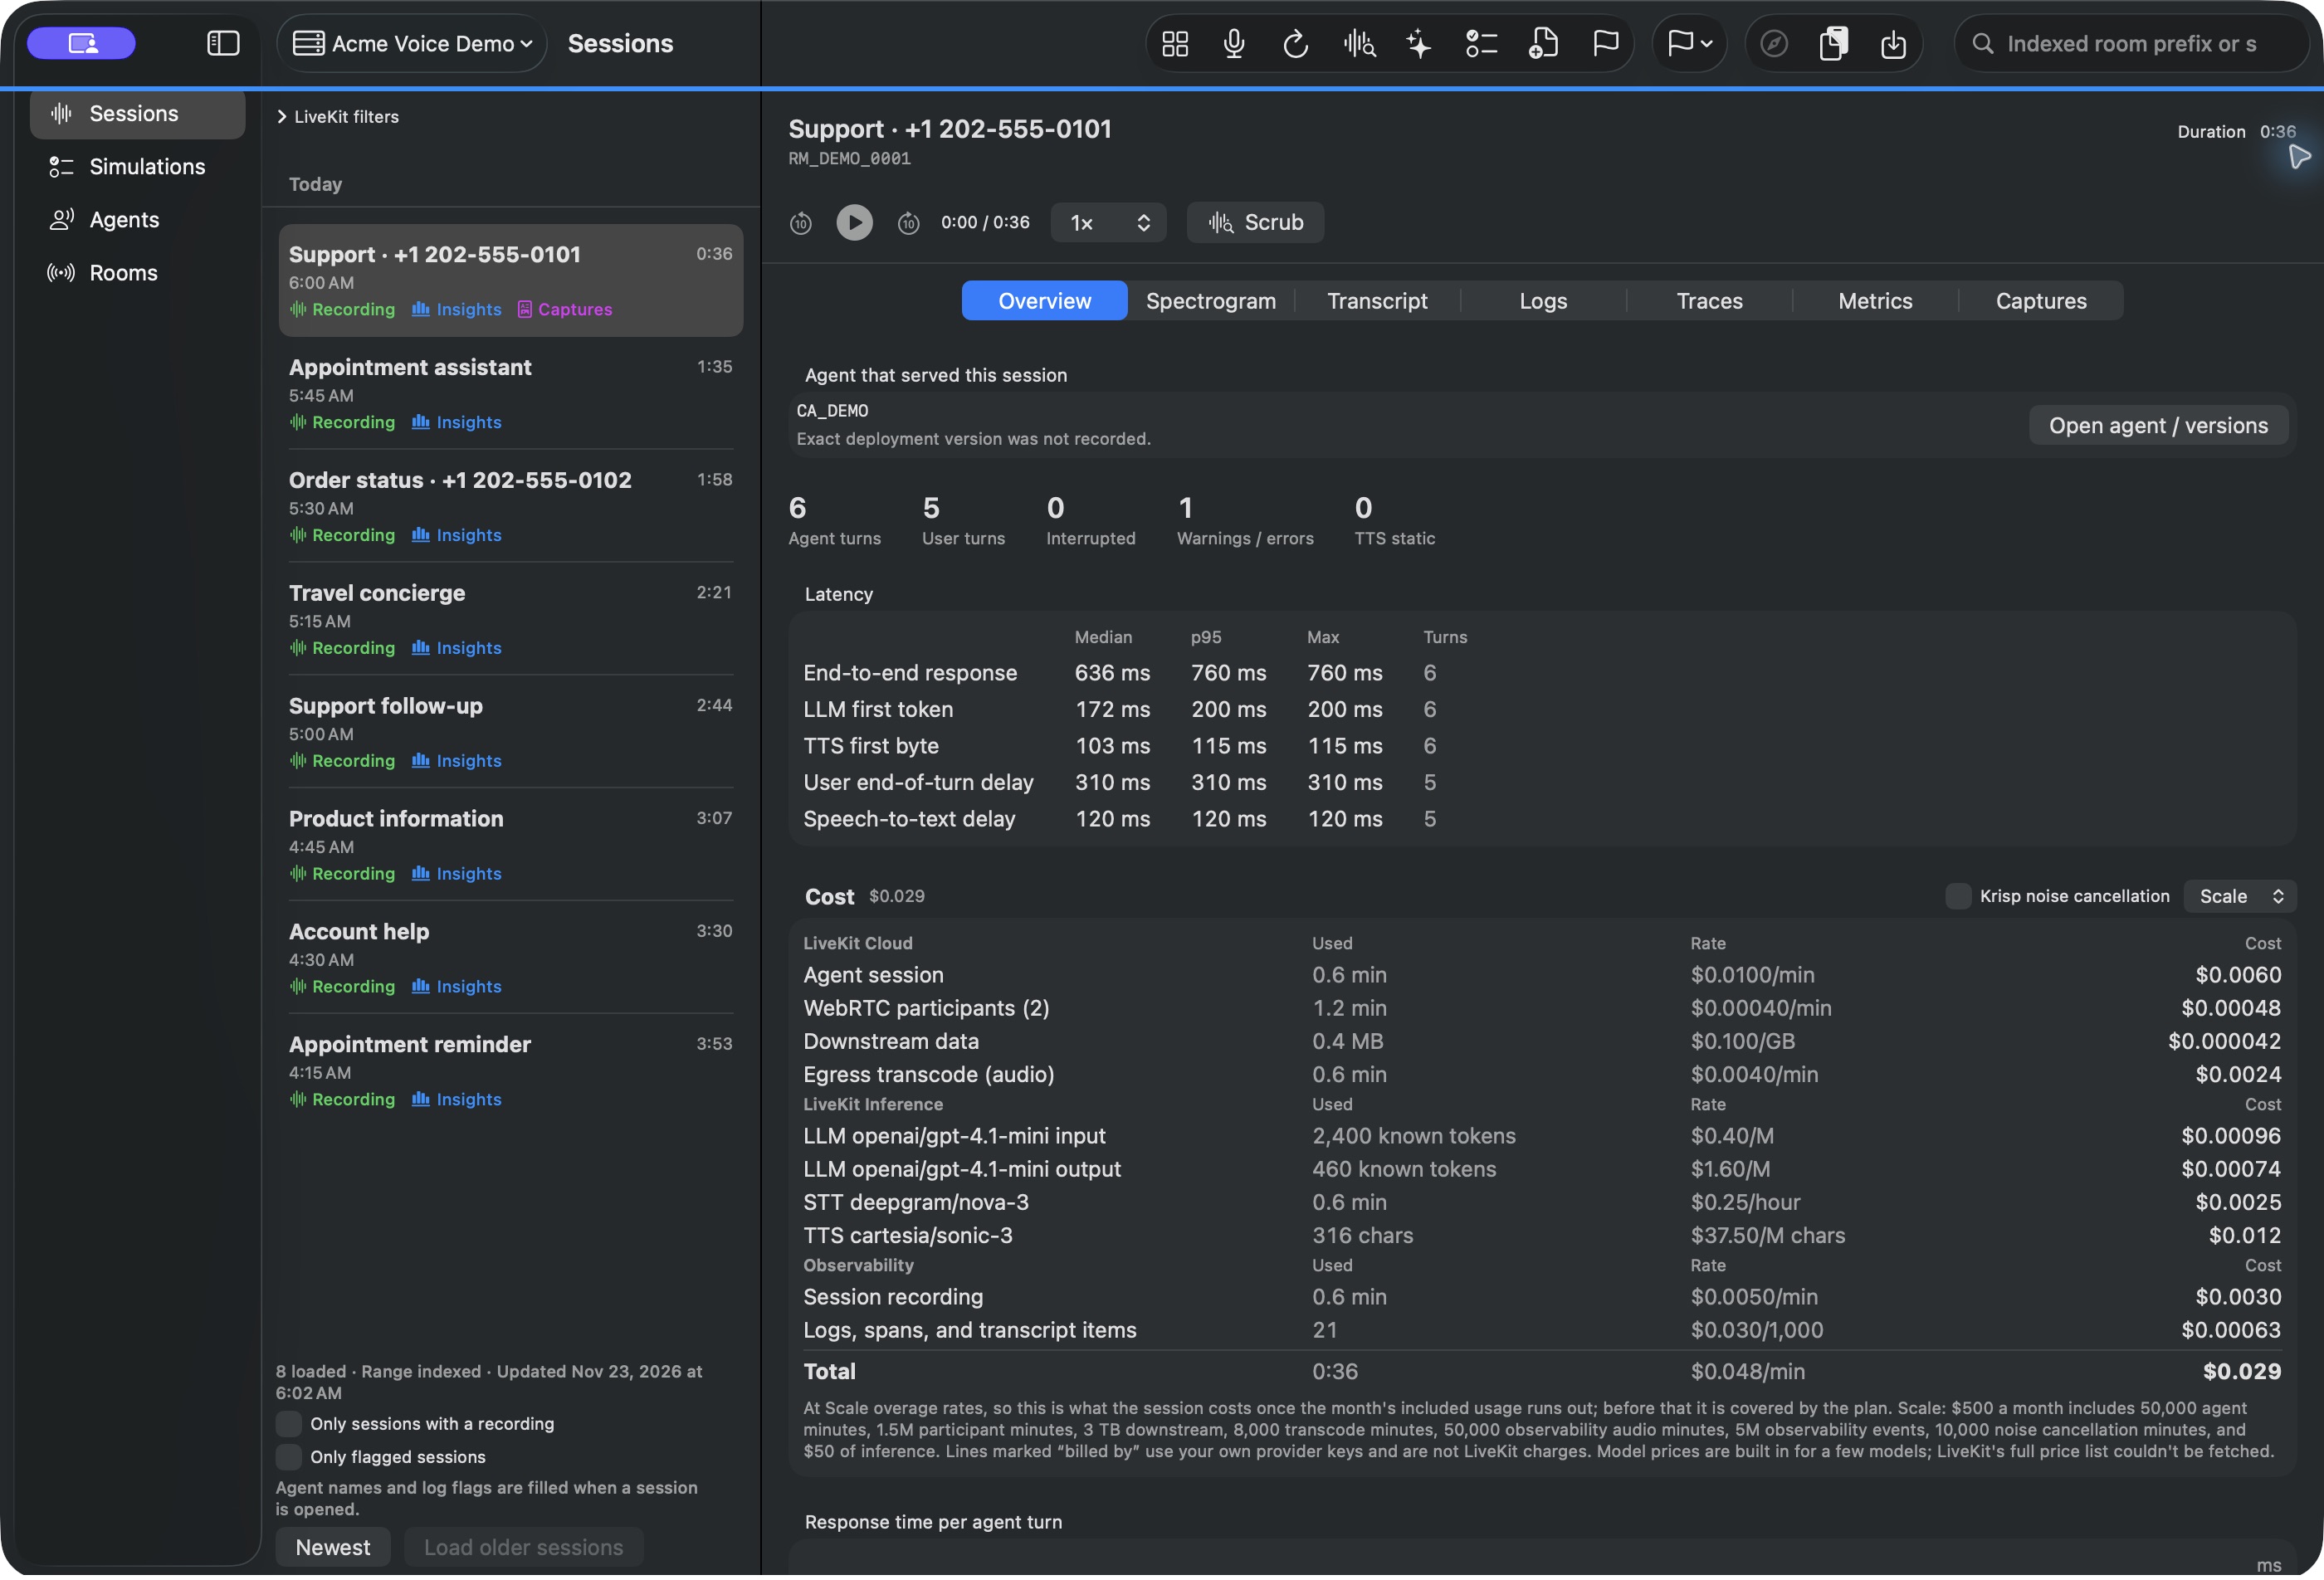 Acme Voice Demo
Sessions
Indexed room prefix or s
Sessions
Simulations
Agents
Rooms
LiveKit filters
Today
Support · +1 202-555-0101
0:36
6:00 AM
Recording Insights Captures
Appointment assistant
1:35
5:45 AM
Recording Insights
Order status · +1 202-555-0102
1:58
5:30 AM
Recording Insights
Travel concierge
2:21
5:15 AM
Recording Insights
Support follow-up
2:44
5:00 AM
Recording Insights
Product information
3:07
4:45 AM
Recording Insights
Account help
3:30
4:30 AM
Recording Insights
Appointment reminder
3:53
4:15 AM
Recording Insights
8 loaded · Range indexed · Updated Nov 23, 2026 at
6:02 AM
Only sessions with a recording
Only flagged sessions
Agent names and log flags are filled when a session
is opened.
Newest
Load older sessions
Support · +1 202-555-0101
Duration 0:36
RM_DEMO_0001
10
10
0:00 / 0:36
1x
Scrub
Overview Spectrogram Transcript Logs Traces Metrics Captures
Agent that served this session
CA_DEMO
Exact deployment version was not recorded.
Open agent / versions
6 5 0 1 0
Agent turns User turns Interrupted Warnings / errors TTS static
Latency
Median p95 Max Turns
End-to-end response 636 ms 760 ms 760 ms 6
LLM first token 172 ms 200 ms 200 ms 6
TTS first byte 103 ms 115 ms 115 ms 6
User end-of-turn delay 310 ms 310 ms 310 ms 5
Speech-to-text delay 120 ms 120 ms 120 ms 5
Cost $0.029
Krisp noise cancellation
Scale
LiveKit Cloud Used Rate Cost
Agent session 0.6 min $0.0100/min $0.0060
WebRTC participants (2) 1.2 min $0.00040/min $0.00048
Downstream data 0.4 MB $0.100/GB $0.000042
Egress transcode (audio) 0.6 min $0.0040/min $0.0024
LiveKit Inference Used Rate Cost
LLM openai/gpt-4.1-mini input 2,400 known tokens $0.40/M $0.00096
LLM openai/gpt-4.1-mini output 460 known tokens $1.60/M $0.00074
STT deepgram/nova-3 0.6 min $0.25/hour $0.0025
TTS cartesia/sonic-3 316 chars $37.50/M chars $0.012
Observability Used Rate Cost
Session recording 0.6 min $0.0050/min $0.0030
Logs, spans, and transcript items 21 $0.030/1,000 $0.00063
Total 0:36 $0.048/min $0.029
At Scale overage rates, so this is what the session costs once the month's included usage runs out; before that it is covered by the plan. Scale: $500 a month includes 50,000 agent
minutes, 1.5M participant minutes, 3 TB downstream, 8,000 transcode minutes, 50,000 observability audio minutes, 5M observability events, 10,000 noise cancellation minutes, and
$50 of inference. Lines marked “billed by” use your own provider keys and are not LiveKit charges. Model prices are built in for a few models; LiveKit's full price list couldn't be fetched.
Response time per agent turn
ms